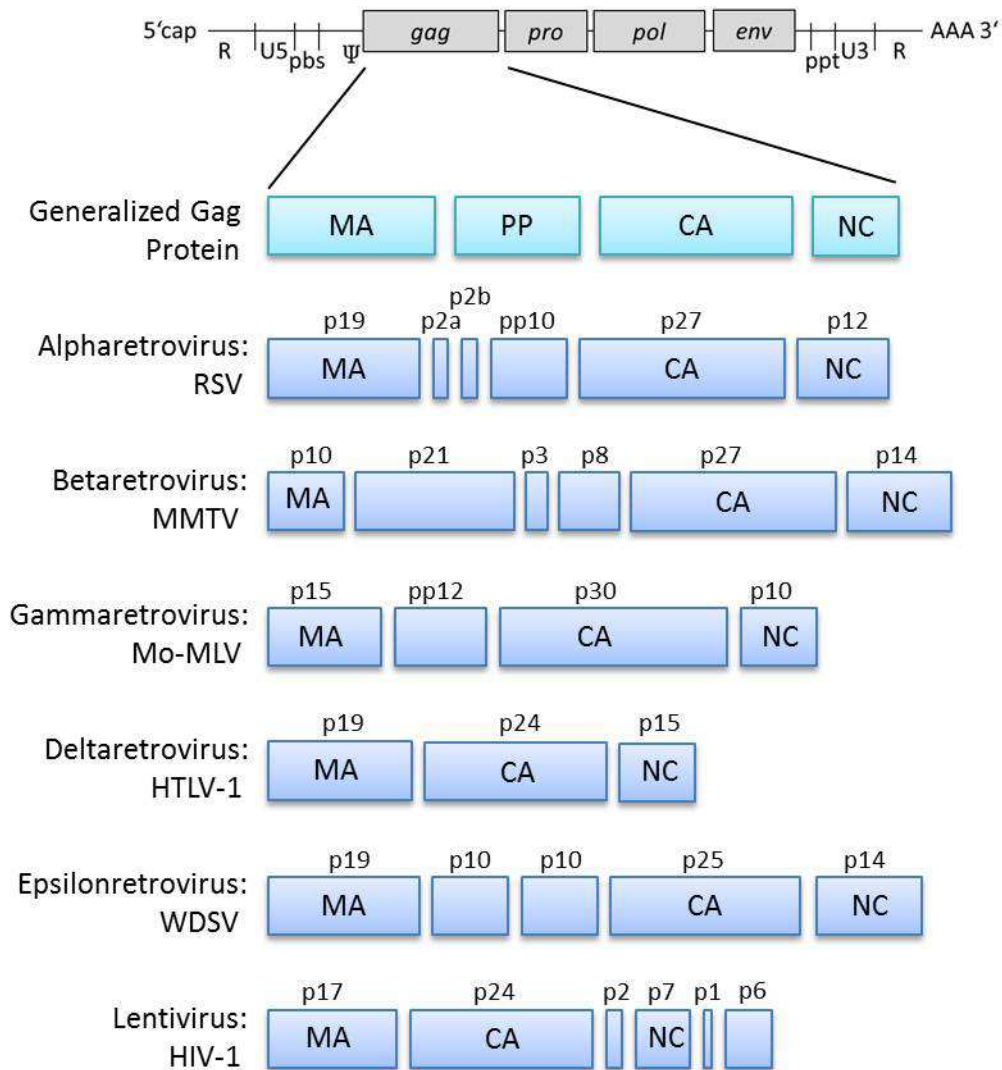 5‘cap R U5 pbs Ψ gag pro pol env ppt U3 R AAA 3‘
Generalized Gag
Protein
MA PP CA NC
p2b
p19 p2a pp10 p27 p12
Alpharetrovirus:
RSV
MA CA NC
p10 p21 p3 p8 p27 p14
Betaretrovirus:
MMTV
MA CA NC
p15 pp12 p30 p10
Gammaretrovirus:
Mo-MLV
MA CA NC
p19 p24 p15
Deltaretrovirus:
HTLV-1
MA CA NC
p19 p10 p10 p25 p14
Epsilonretrovirus:
WDSV
MA CA NC
p17 p24 p2 p7 p1 p6
Lentivirus:
HIV-1
MA CA NC